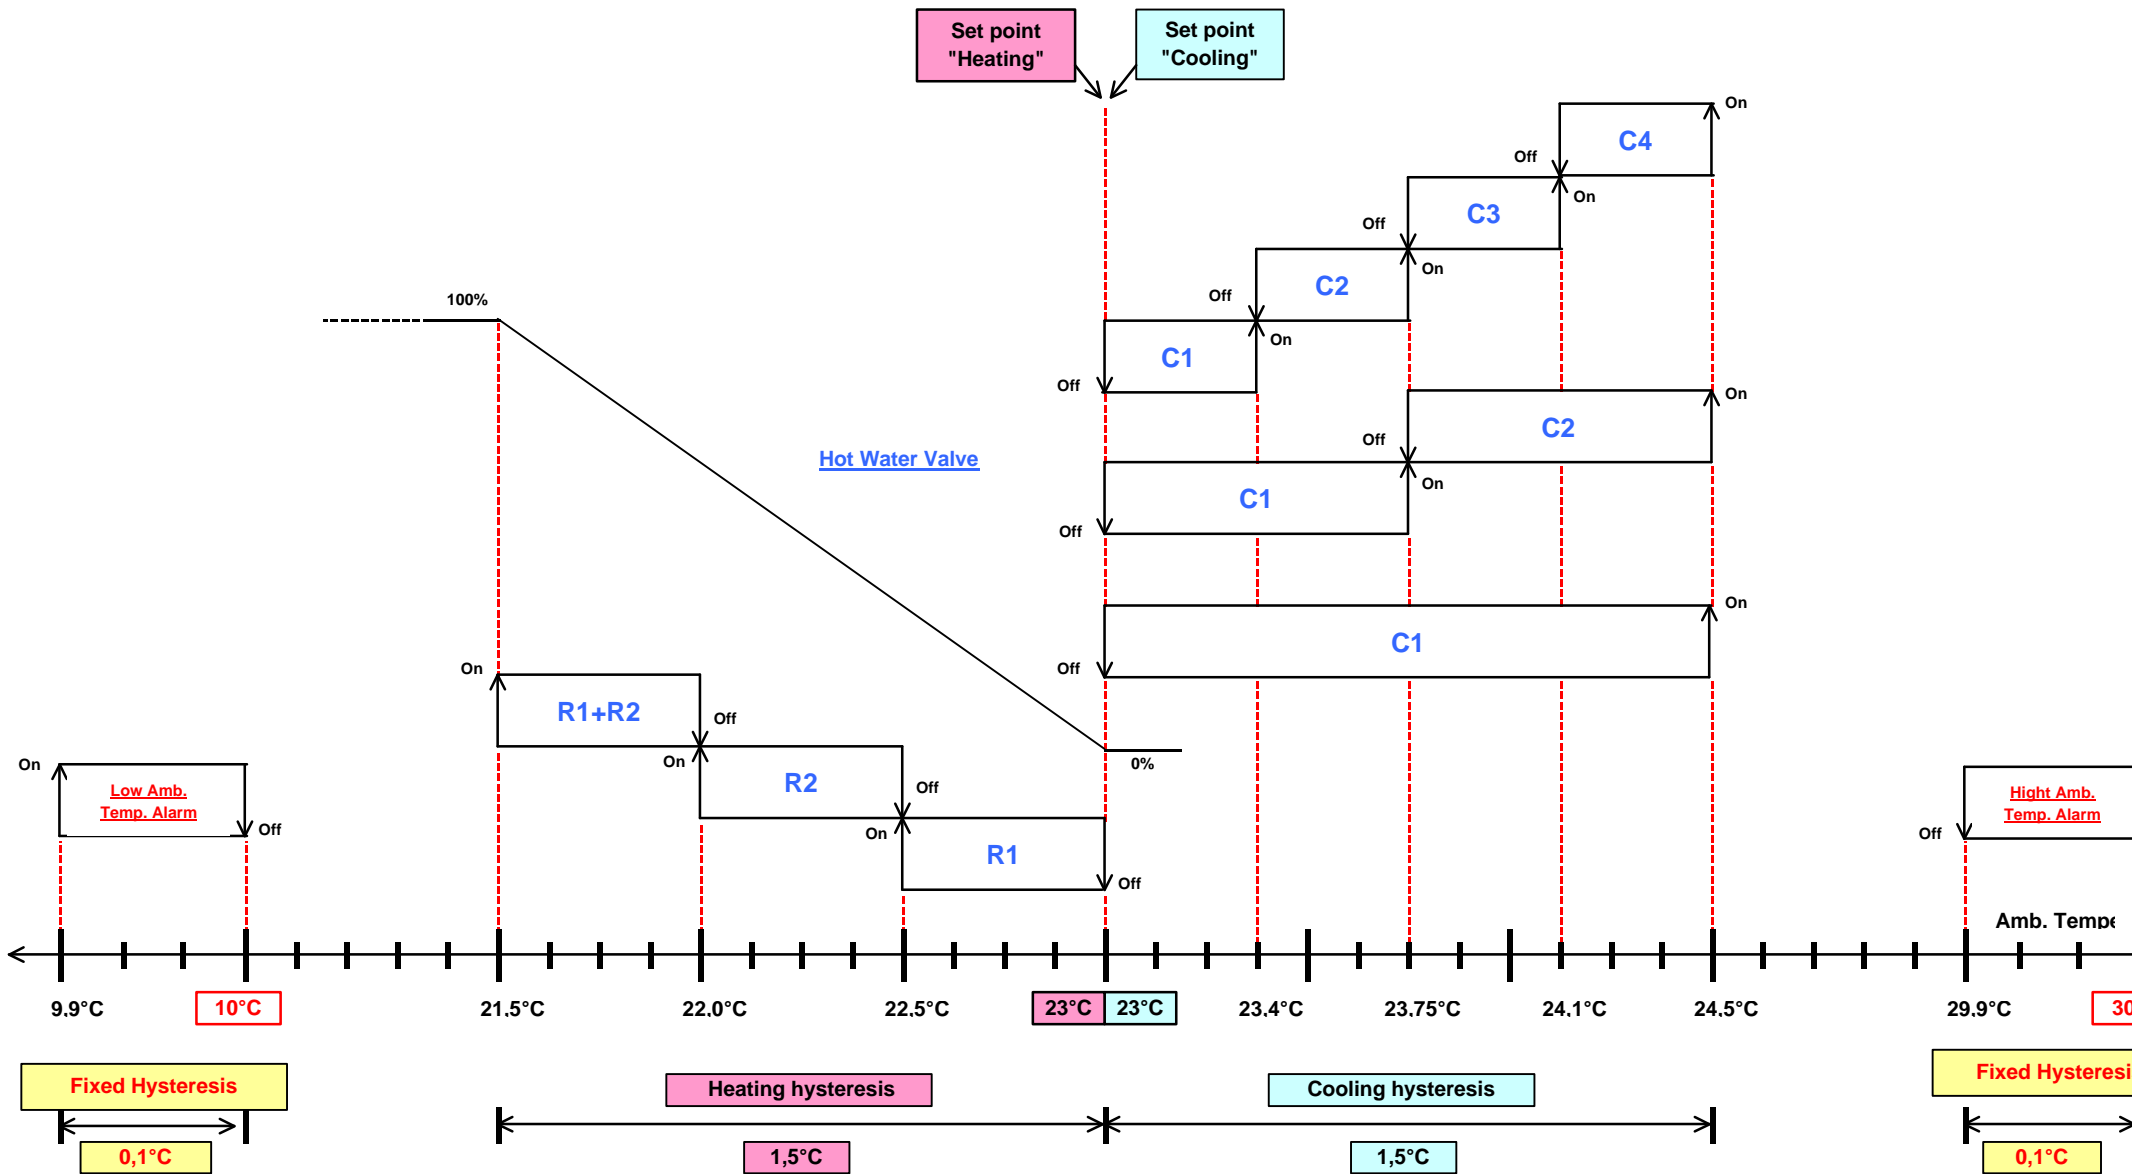 Set point
"Heating"
Set point
"Cooling"
On
C4
Off
On
C3
Off
On
C2
100%
Off
On
C1
Off
On
C2
Off
Hot Water Valve
On
C1
Off
On
C1
Off
On
R1+R2
Off
On
0%
R2
Off
On
R1
Off
On
Low Amb.
Temp. Alarm
Off
Hight Amb.
Temp. Alarm
Off
Amb. Tempe
9,9°C
10°C
21,5°C
22,0°C
22,5°C
23°C
23°C
23,4°C
23,75°C
24,1°C
24,5°C
29,9°C
30
Fixed Hysteresis
Heating hysteresis
Cooling hysteresis
Fixed Hysteresi
0,1°C
1,5°C
1,5°C
0,1°C